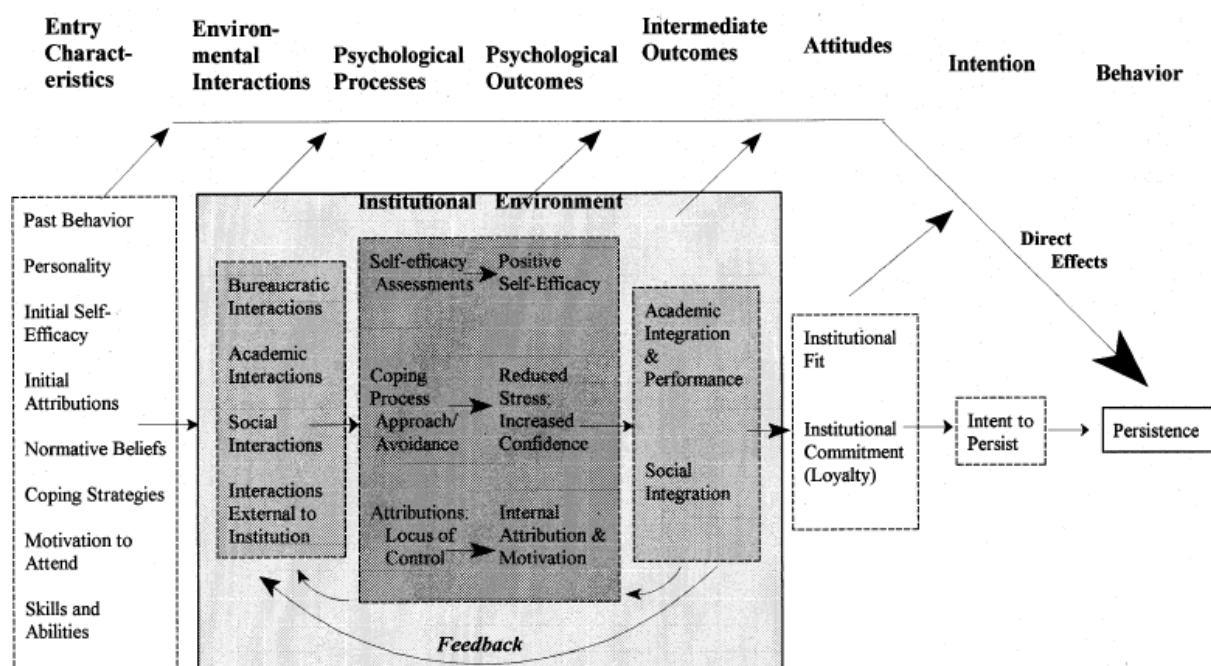 Entry
Charact-
eristics
Environ-
mental
Interactions
Psychological
Processes
Psychological
Outcomes
Intermediate
Outcomes
Attitudes
Intention
Behavior
Direct
Effects
Past Behavior
Personality
Initial Self-
Efficacy
Initial
Attributions
Normative Beliefs
Coping Strategies
Motivation to
Attend
Skills and
Abilities
Institutional Environment
Bureaucratic
Interactions
Academic
Interactions
Social
Interactions
Interactions
External to
Institution
Self-efficacy
Assessments
Positive
Self-Efficacy
Coping
Process
Approach/
Avoidance
Reduced
Stress;
Increased
Confidence
Attributions:
Locus of
Control
Internal
Attribution &
Motivation
Academic
Integration
&
Performance
Social
Integration
Feedback
Institutional
Fit
Institutional
Commitment
(Loyalty)
Intent to
Persist
Persistence